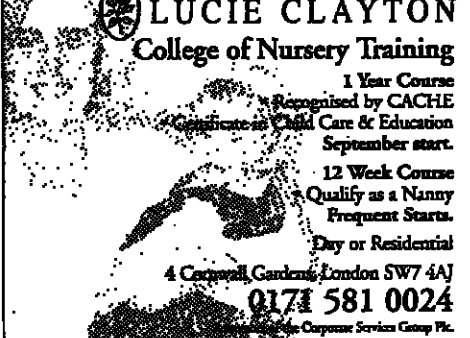 LUCIE CLAYTON
College of Nursery Training
1 Year Course
Recognised by CACHE
Certificate in Child Care & Education
September start.
12 Week Course
Qualify as a Nanny
Frequent Starts.
Day or Residential
4 Cornwall Gardens London SW7 4AJ
0171 581 0024
of the Corporate Services Group Plc.